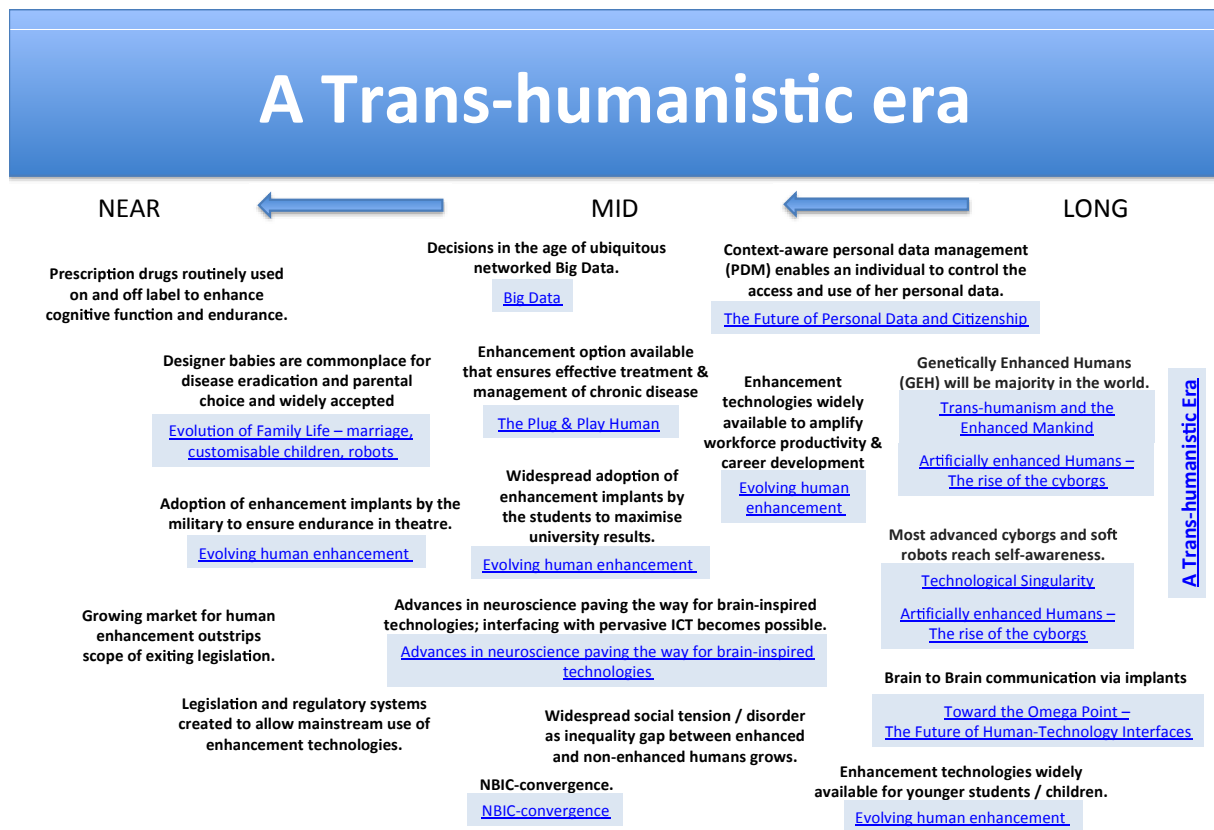 A Trans-humanistic era
NEAR
MID
LONG
Prescription drugs routinely used
on and off label to enhance
cognitive function and endurance.
Designer babies are commonplace for
disease eradication and parental
choice and widely accepted
Evolution of Family Life – marriage,
customisable children, robots
Adoption of enhancement implants by the
military to ensure endurance in theatre.
Evolving human enhancement
Growing market for human
enhancement outstrips
scope of exiting legislation.
Legislation and regulatory systems
created to allow mainstream use of
enhancement technologies.
Decisions in the age of ubiquitous
networked Big Data.
Big Data
Enhancement option available
that ensures effective treatment &
management of chronic disease
The Plug & Play Human
Widespread adoption of
enhancement implants by
the students to maximise
university results.
Evolving human enhancement
Advances in neuroscience paving the way for brain-inspired
technologies; interfacing with pervasive ICT becomes possible.
Advances in neuroscience paving the way for brain-inspired
technologies
Widespread social tension / disorder
as inequality gap between enhanced
and non-enhanced humans grows.
NBIC-convergence.
NBIC-convergence
Context-aware personal data management
(PDM) enables an individual to control the
access and use of her personal data.
The Future of Personal Data and Citizenship
Enhancement
technologies widely
available to amplify
workforce productivity &
career development
Evolving human
enhancement
Genetically Enhanced Humans
(GEH) will be majority in the world.
Trans-humanism and the
Enhanced Mankind
Artificially enhanced Humans –
The rise of the cyborgs
Most advanced cyborgs and soft
robots reach self-awareness.
Technological Singularity
Artificially enhanced Humans –
The rise of the cyborgs
Brain to Brain communication via implants
Toward the Omega Point –
The Future of Human-Technology Interfaces
Enhancement technologies widely
available for younger students / children.
Evolving human enhancement
A Trans-humanistic Era